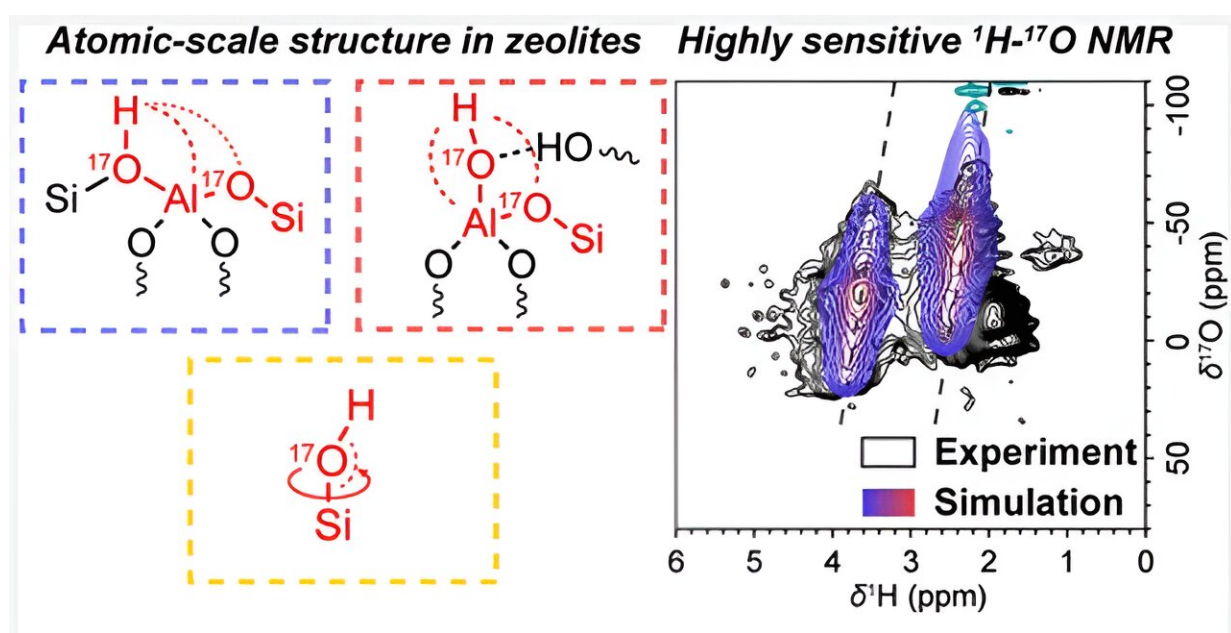 Atomic-scale structure in zeolites
Highly sensitive ¹H-¹⁷O NMR
H
¹⁷O
¹⁷O
Si
Al
Si
O
O
H
¹⁷O
HO
¹⁷O
Al
Si
O
O
H
¹⁷O
Si
-100
-50
0
50
δ¹⁷O (ppm)
Experiment
Simulation
6 5 4 3 2 1 0
δ¹H (ppm)